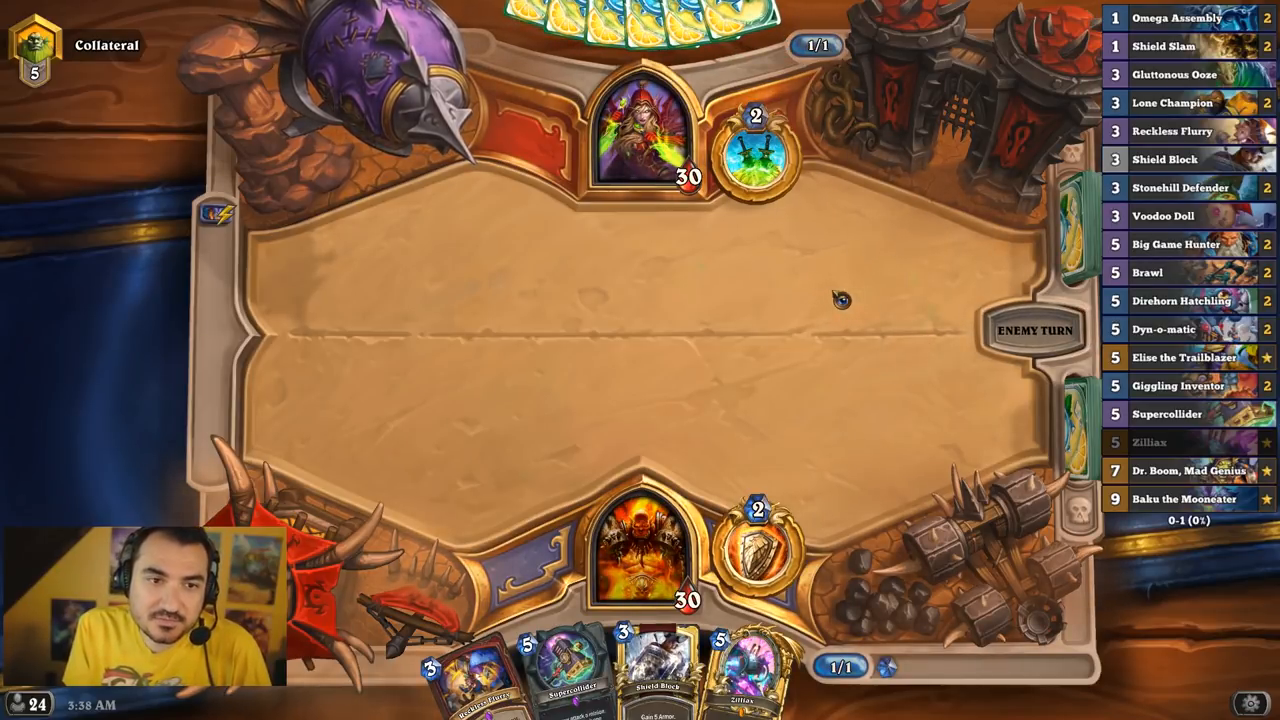 Collateral
5
1/1
2
30
ENEMY TURN
2
30
1/1
3
Reckless Flurry
5
Supercollider
3
Shield Block
Gain 5 Armor.
5
Zilliax
24
3:38 AM
1 Omega Assembly 2
1 Shield Slam 2
3 Gluttonous Ooze
3 Lone Champion 2
3 Reckless Flurry
3 Shield Block
3 Stonehill Defender 2
3 Voodoo Doll
5 Big Game Hunter 2
5 Brawl 2
5 Direhorn Hatchling 2
5 Dyn-o-matic 2
5 Elise the Trailblazer
5 Giggling Inventor 2
5 Supercollider
5 Zilliax
7 Dr. Boom, Mad Genius
9 Baku the Mooneater
0-1 (0%)